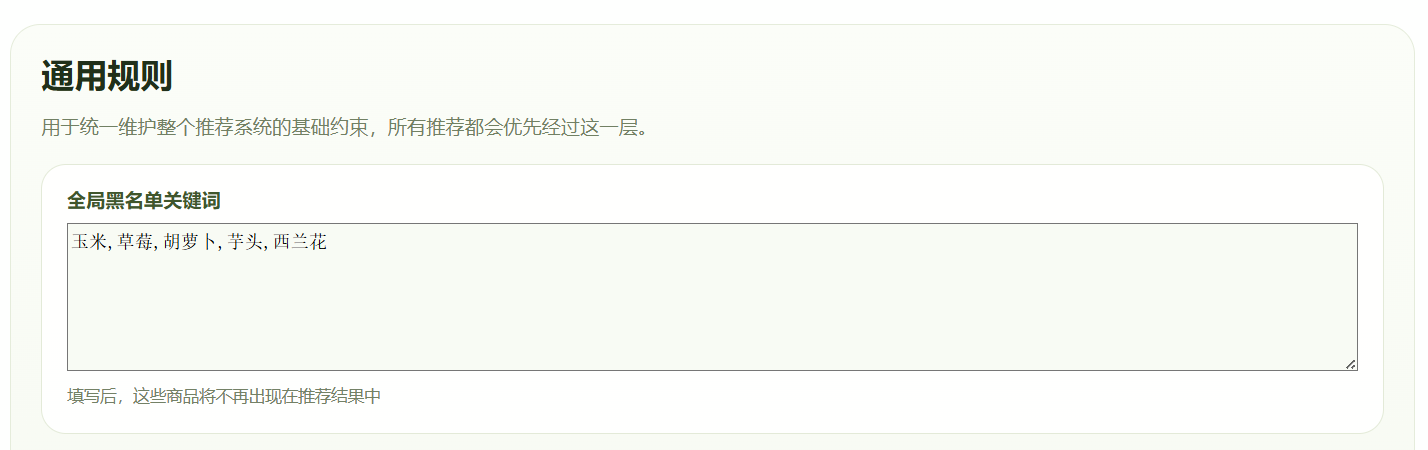 通用规则
用于统一维护整个推荐系统的基础约束，所有推荐都会优先经过这一层。
全局黑名单关键词
玉米,草莓,胡萝卜,芋头,西兰花
填写后，这些商品将不再出现在推荐结果中